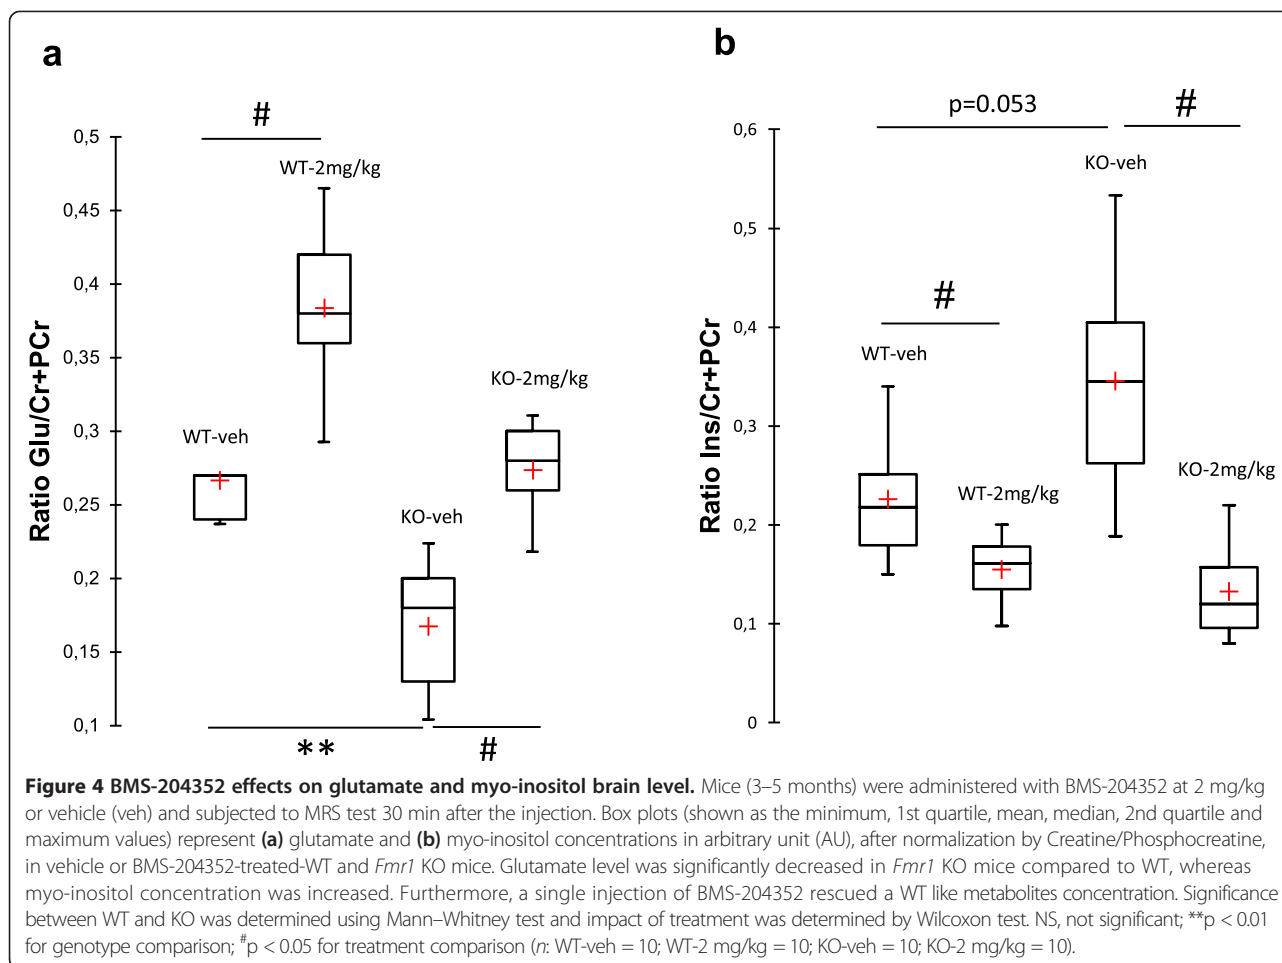 a
b
#
p=0.053
#
0,5
0,45
0,4
0,35
0,3
0,25
0,2
0,15
0,1
Ratio Glu/Cr+PCr
WT-2mg/kg
WT-veh
KO-2mg/kg
KO-veh
**
#
0,6
0,5
0,4
0,3
0,2
0,1
0
Ratio Ins/Cr+PCr
KO-veh
#
WT-veh
WT-2mg/kg
KO-2mg/kg
Figure 4 BMS-204352 effects on glutamate and myo-inositol brain level. Mice (3–5 months) were administered with BMS-204352 at 2 mg/kg
or vehicle (veh) and subjected to MRS test 30 min after the injection. Box plots (shown as the minimum, 1st quartile, mean, median, 2nd quartile and
maximum values) represent (a) glutamate and (b) myo-inositol concentrations in arbitrary unit (AU), after normalization by Creatine/Phosphocreatine,
in vehicle or BMS-204352-treated-WT and Fmr1 KO mice. Glutamate level was significantly decreased in Fmr1 KO mice compared to WT, whereas
myo-inositol concentration was increased. Furthermore, a single injection of BMS-204352 rescued a WT like metabolites concentration. Significance
between WT and KO was determined using Mann–Whitney test and impact of treatment was determined by Wilcoxon test. NS, not significant; **p < 0.01
for genotype comparison; #p < 0.05 for treatment comparison (n: WT-veh = 10; WT-2 mg/kg = 10; KO-veh = 10; KO-2 mg/kg = 10).